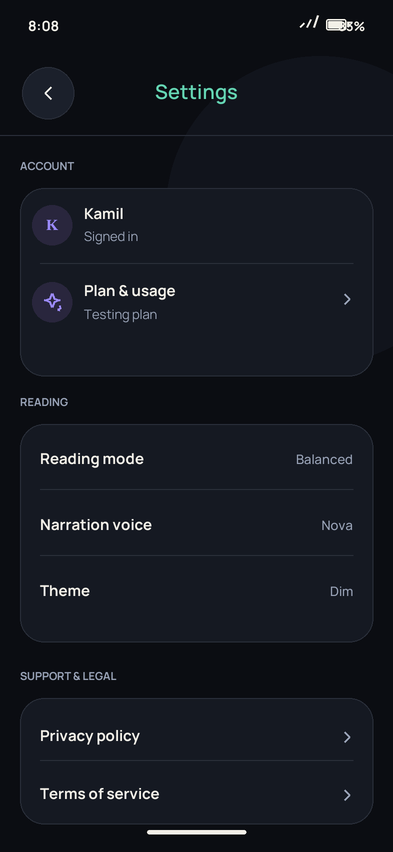 8:08
Settings
ACCOUNT
K
Kamil
Signed in
Plan & usage
Testing plan
READING
Reading mode
Balanced
Narration voice
Nova
Theme
Dim
SUPPORT & LEGAL
Privacy policy
Terms of service